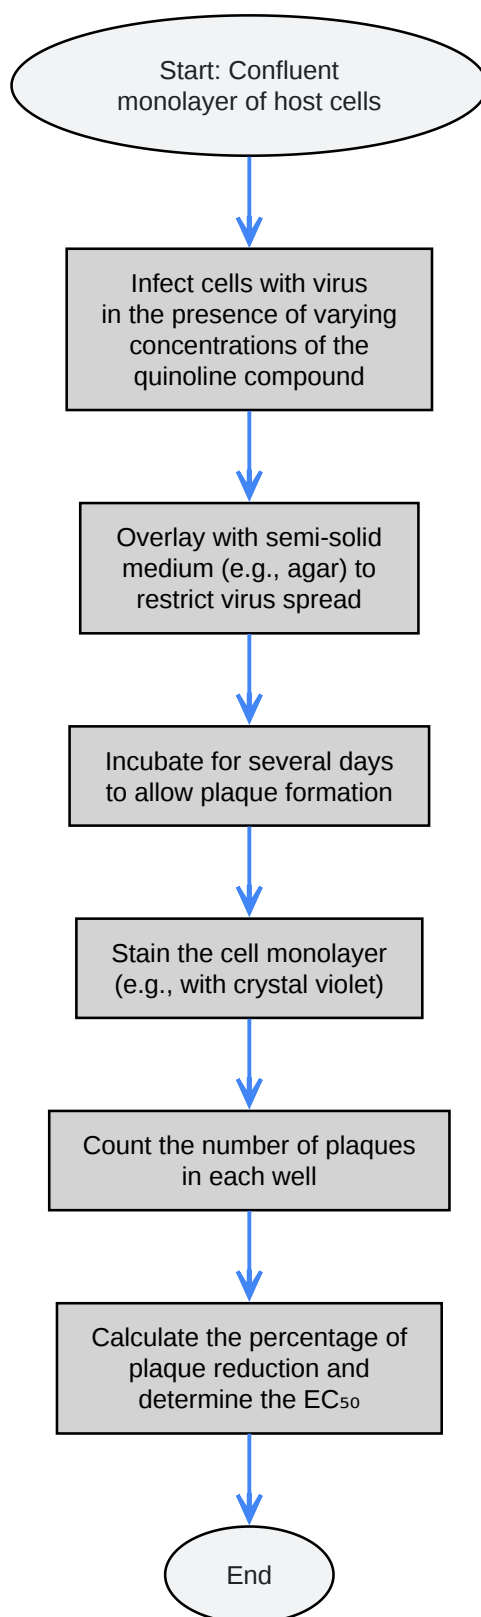 Start: Confluent
monolayer of host cells
Infect cells with virus
in the presence of varying
concentrations of the
quinoline compound
Overlay with semi-solid
medium (e.g., agar) to
restrict virus spread
Incubate for several days
to allow plaque formation
Stain the cell monolayer
(e.g., with crystal violet)
Count the number of plaques
in each well
Calculate the percentage of
plaque reduction and
determine the EC₅₀
End